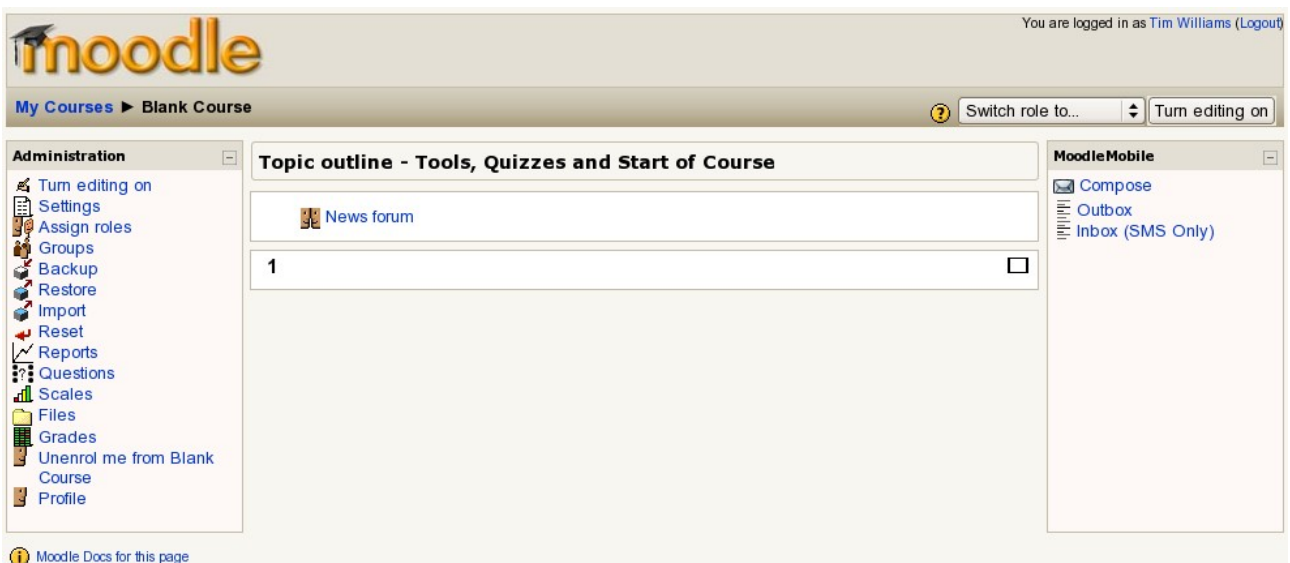 moodle
You are logged in as Tim Williams (Logout)
My Courses ► Blank Course
Switch role to...
Turn editing on
Administration
Turn editing on
Settings
Assign roles
Groups
Backup
Restore
Import
Reset
Reports
Questions
Scales
Files
Grades
Unenrol me from Blank
Course
Profile
Topic outline - Tools, Quizzes and Start of Course
News forum
1
MoodleMobile
Compose
Outbox
Inbox (SMS Only)
Moodle Docs for this page